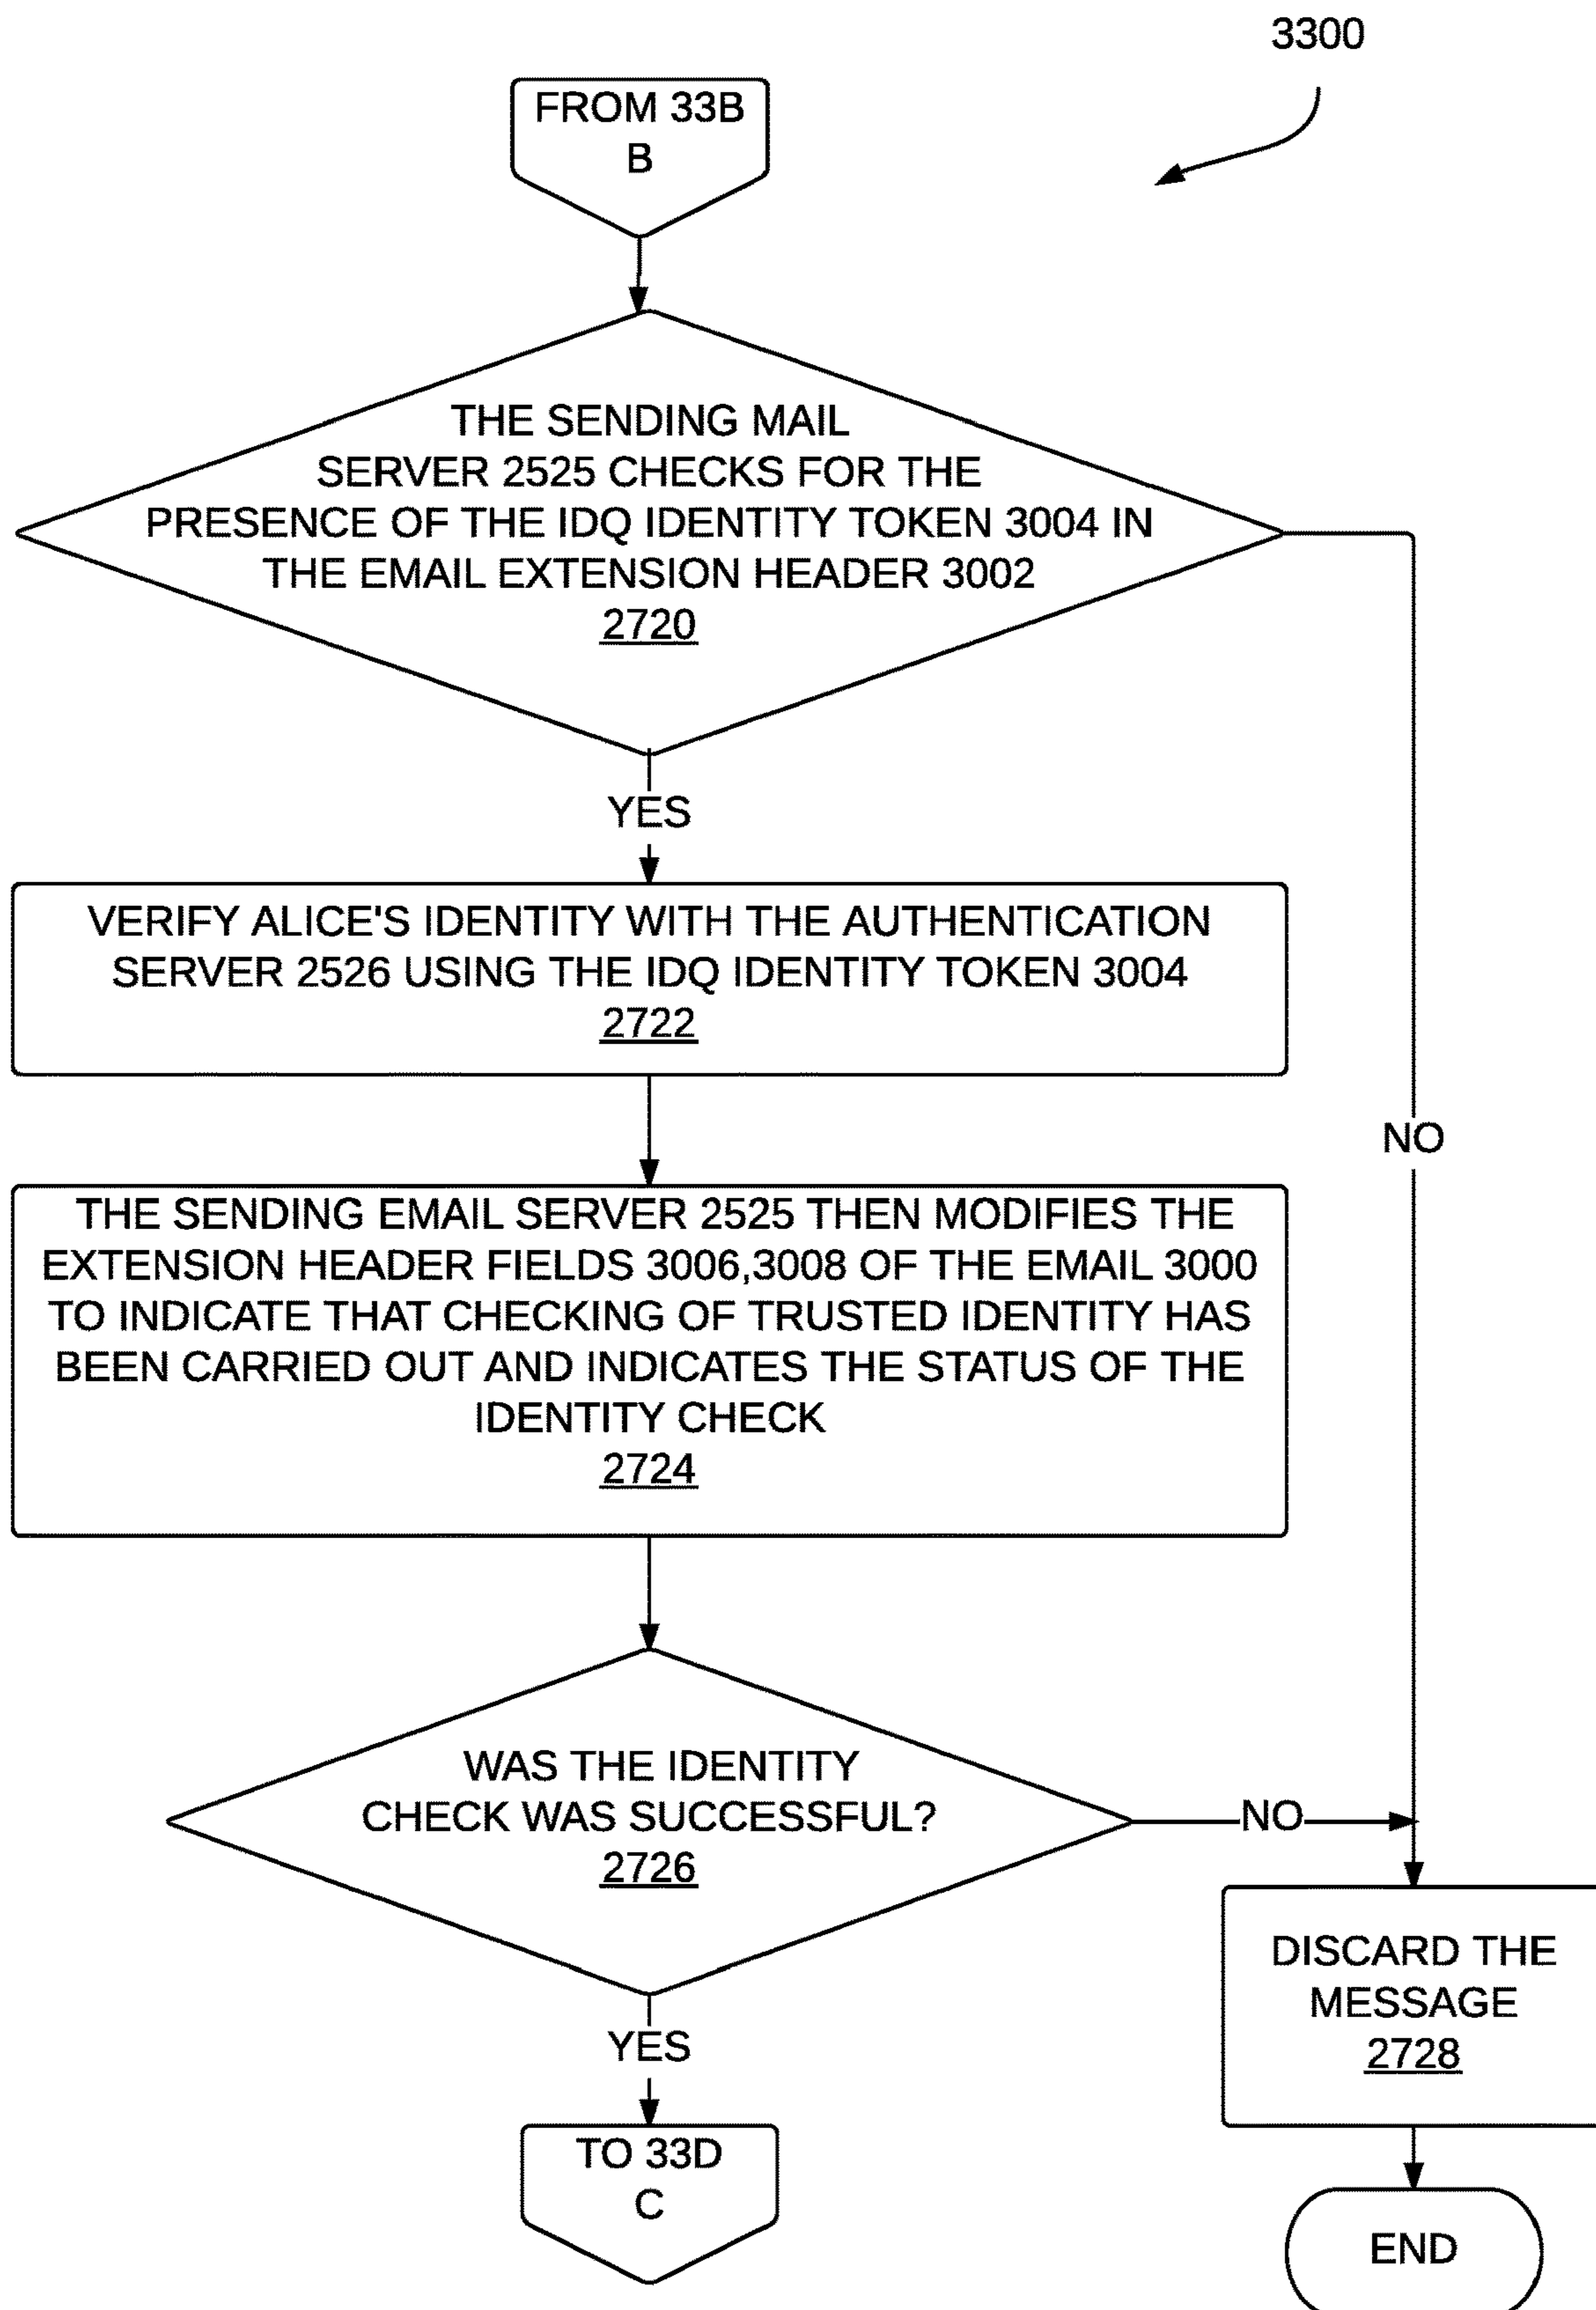 3300
FROM 33B
B
THE SENDING MAIL
SERVER 2525 CHECKS FOR THE
PRESENCE OF THE IDQ IDENTITY TOKEN 3004 IN
THE EMAIL EXTENSION HEADER 3002
2720
YES
VERIFY ALICE'S IDENTITY WITH THE AUTHENTICATION
SERVER 2526 USING THE IDQ IDENTITY TOKEN 3004
2722
NO
THE SENDING EMAIL SERVER 2525 THEN MODIFIES THE
EXTENSION HEADER FIELDS 3006,3008 OF THE EMAIL 3000
TO INDICATE THAT CHECKING OF TRUSTED IDENTITY HAS
BEEN CARRIED OUT AND INDICATES THE STATUS OF THE
IDENTITY CHECK
2724
WAS THE IDENTITY
CHECK WAS SUCCESSFUL?
2726
NO
DISCARD THE
MESSAGE
2728
YES
TO 33D
C
END